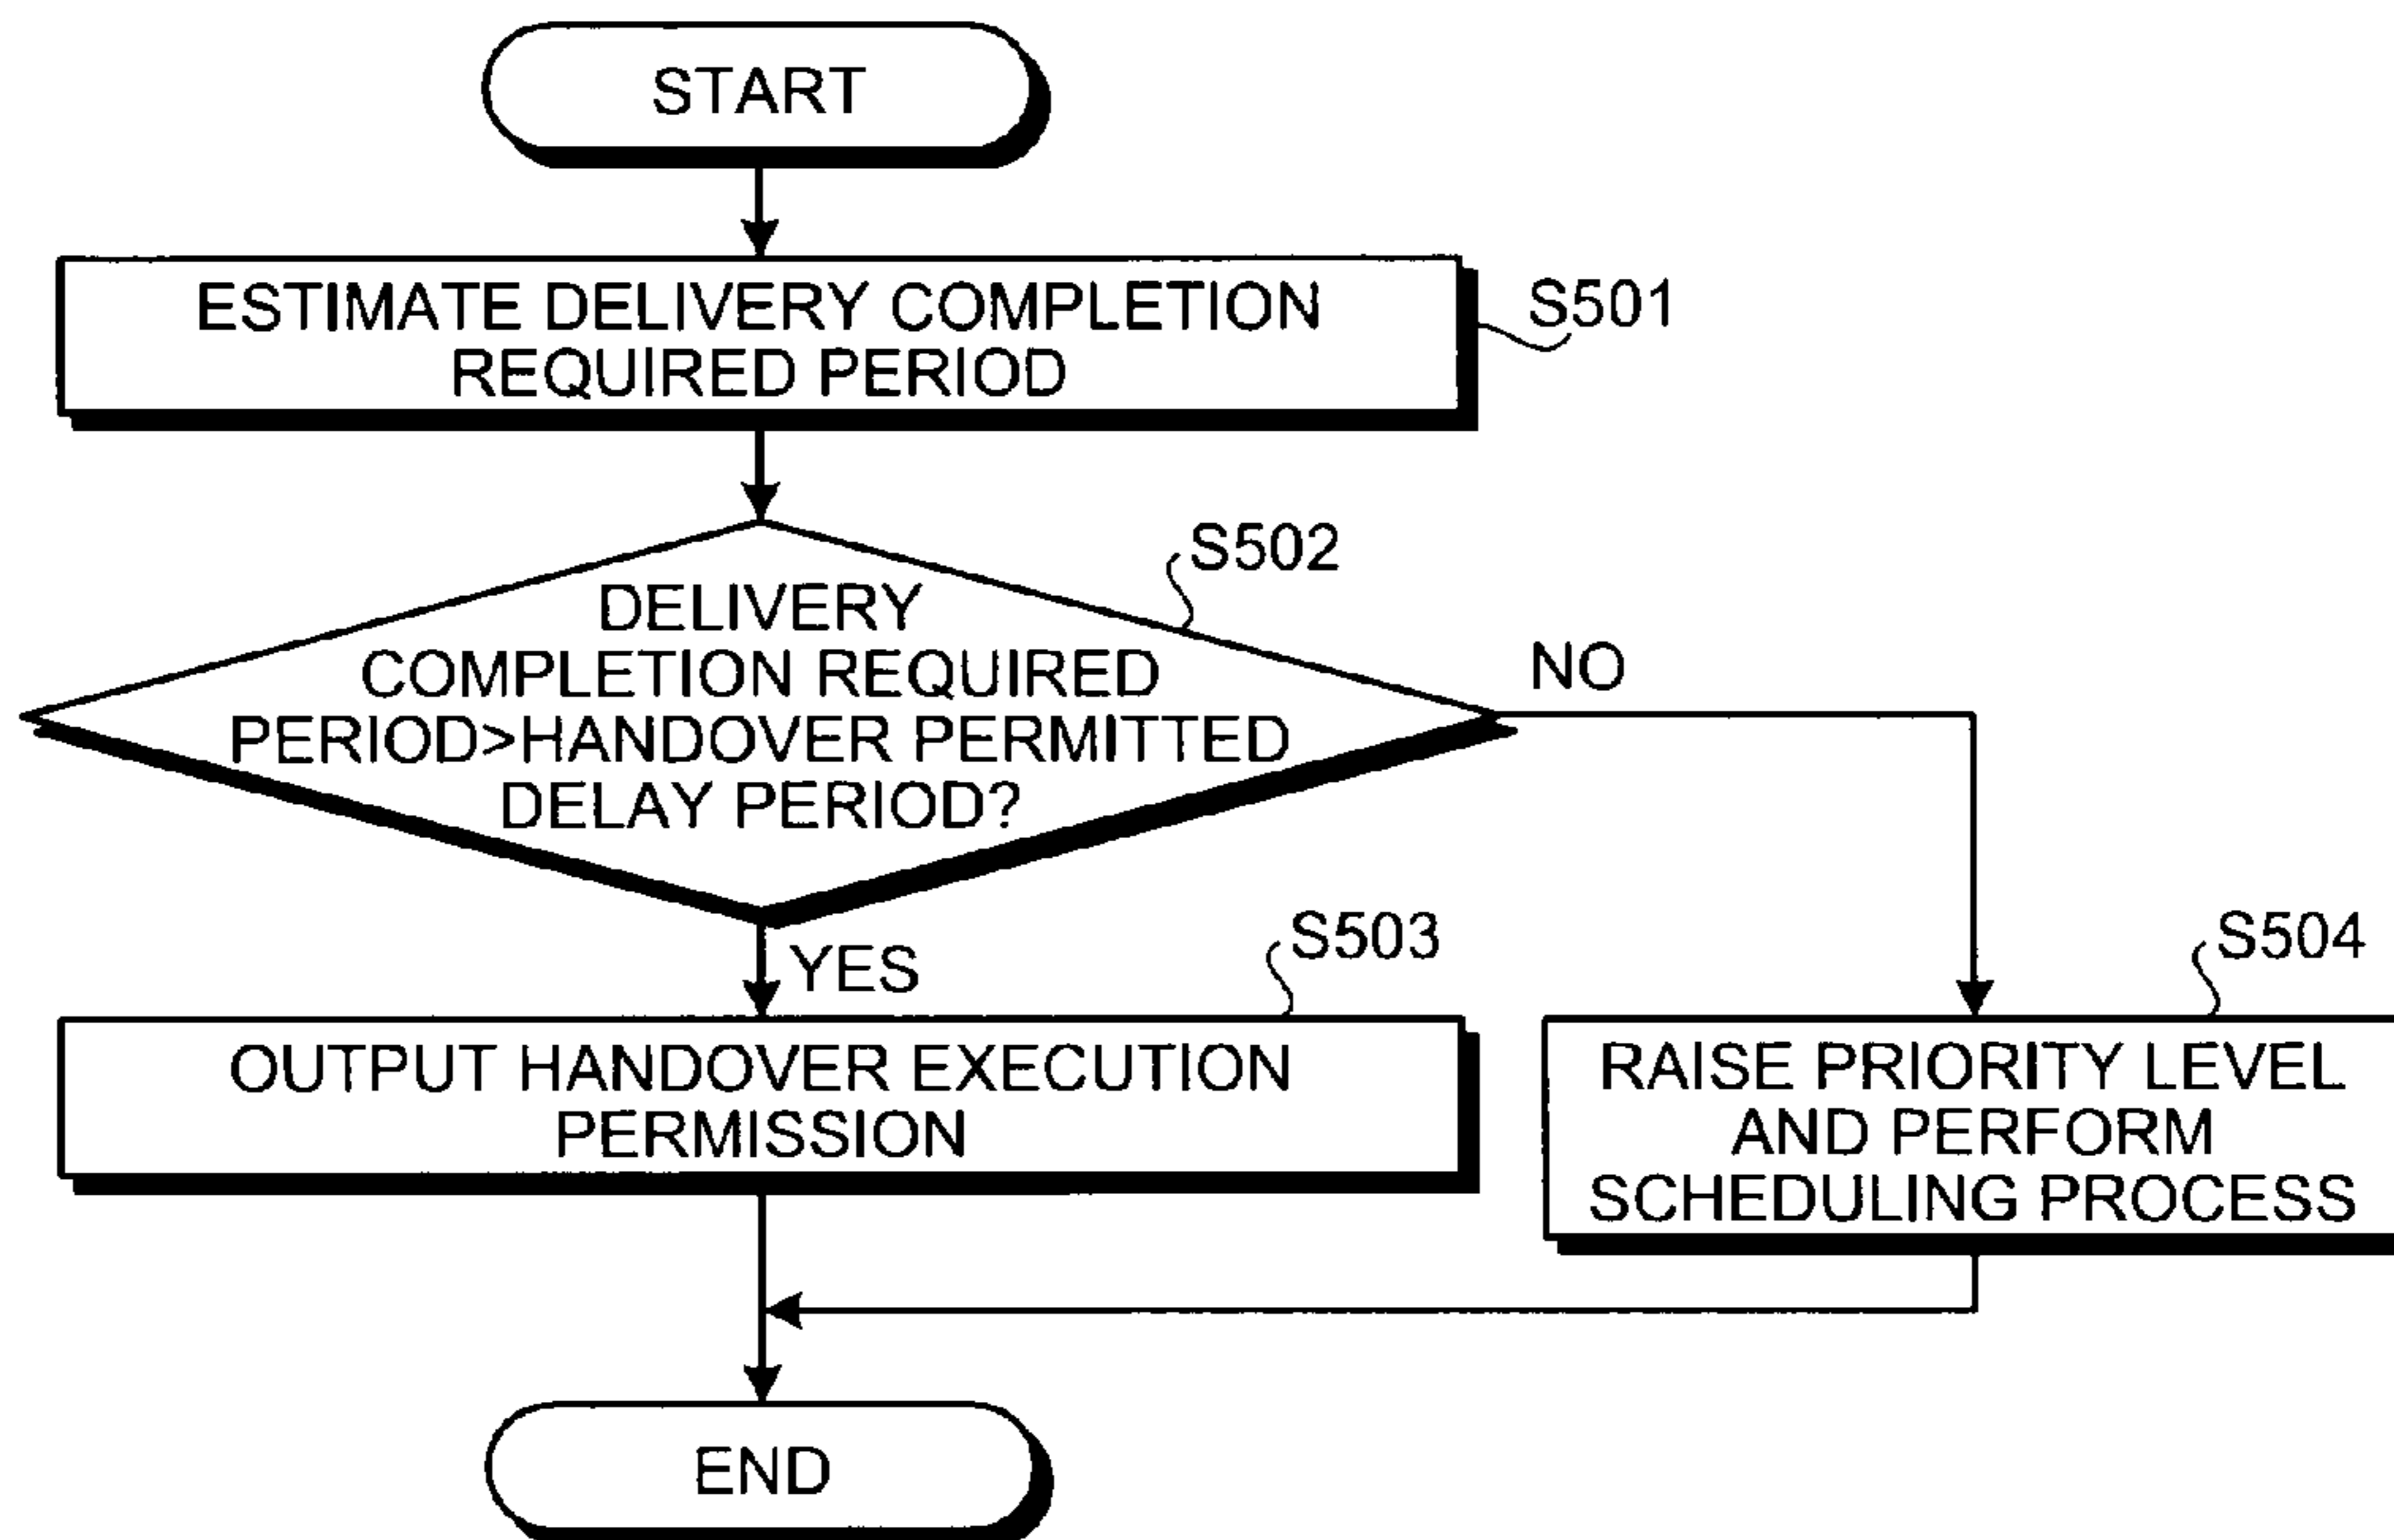 START
ESTIMATE DELIVERY COMPLETION
REQUIRED PERIOD
S501
S502
DELIVERY
COMPLETION REQUIRED
PERIOD>HANDOVER PERMITTED
DELAY PERIOD?
NO
YES
S503
OUTPUT HANDOVER EXECUTION
PERMISSION
S504
RAISE PRIORITY LEVEL
AND PERFORM
SCHEDULING PROCESS
END